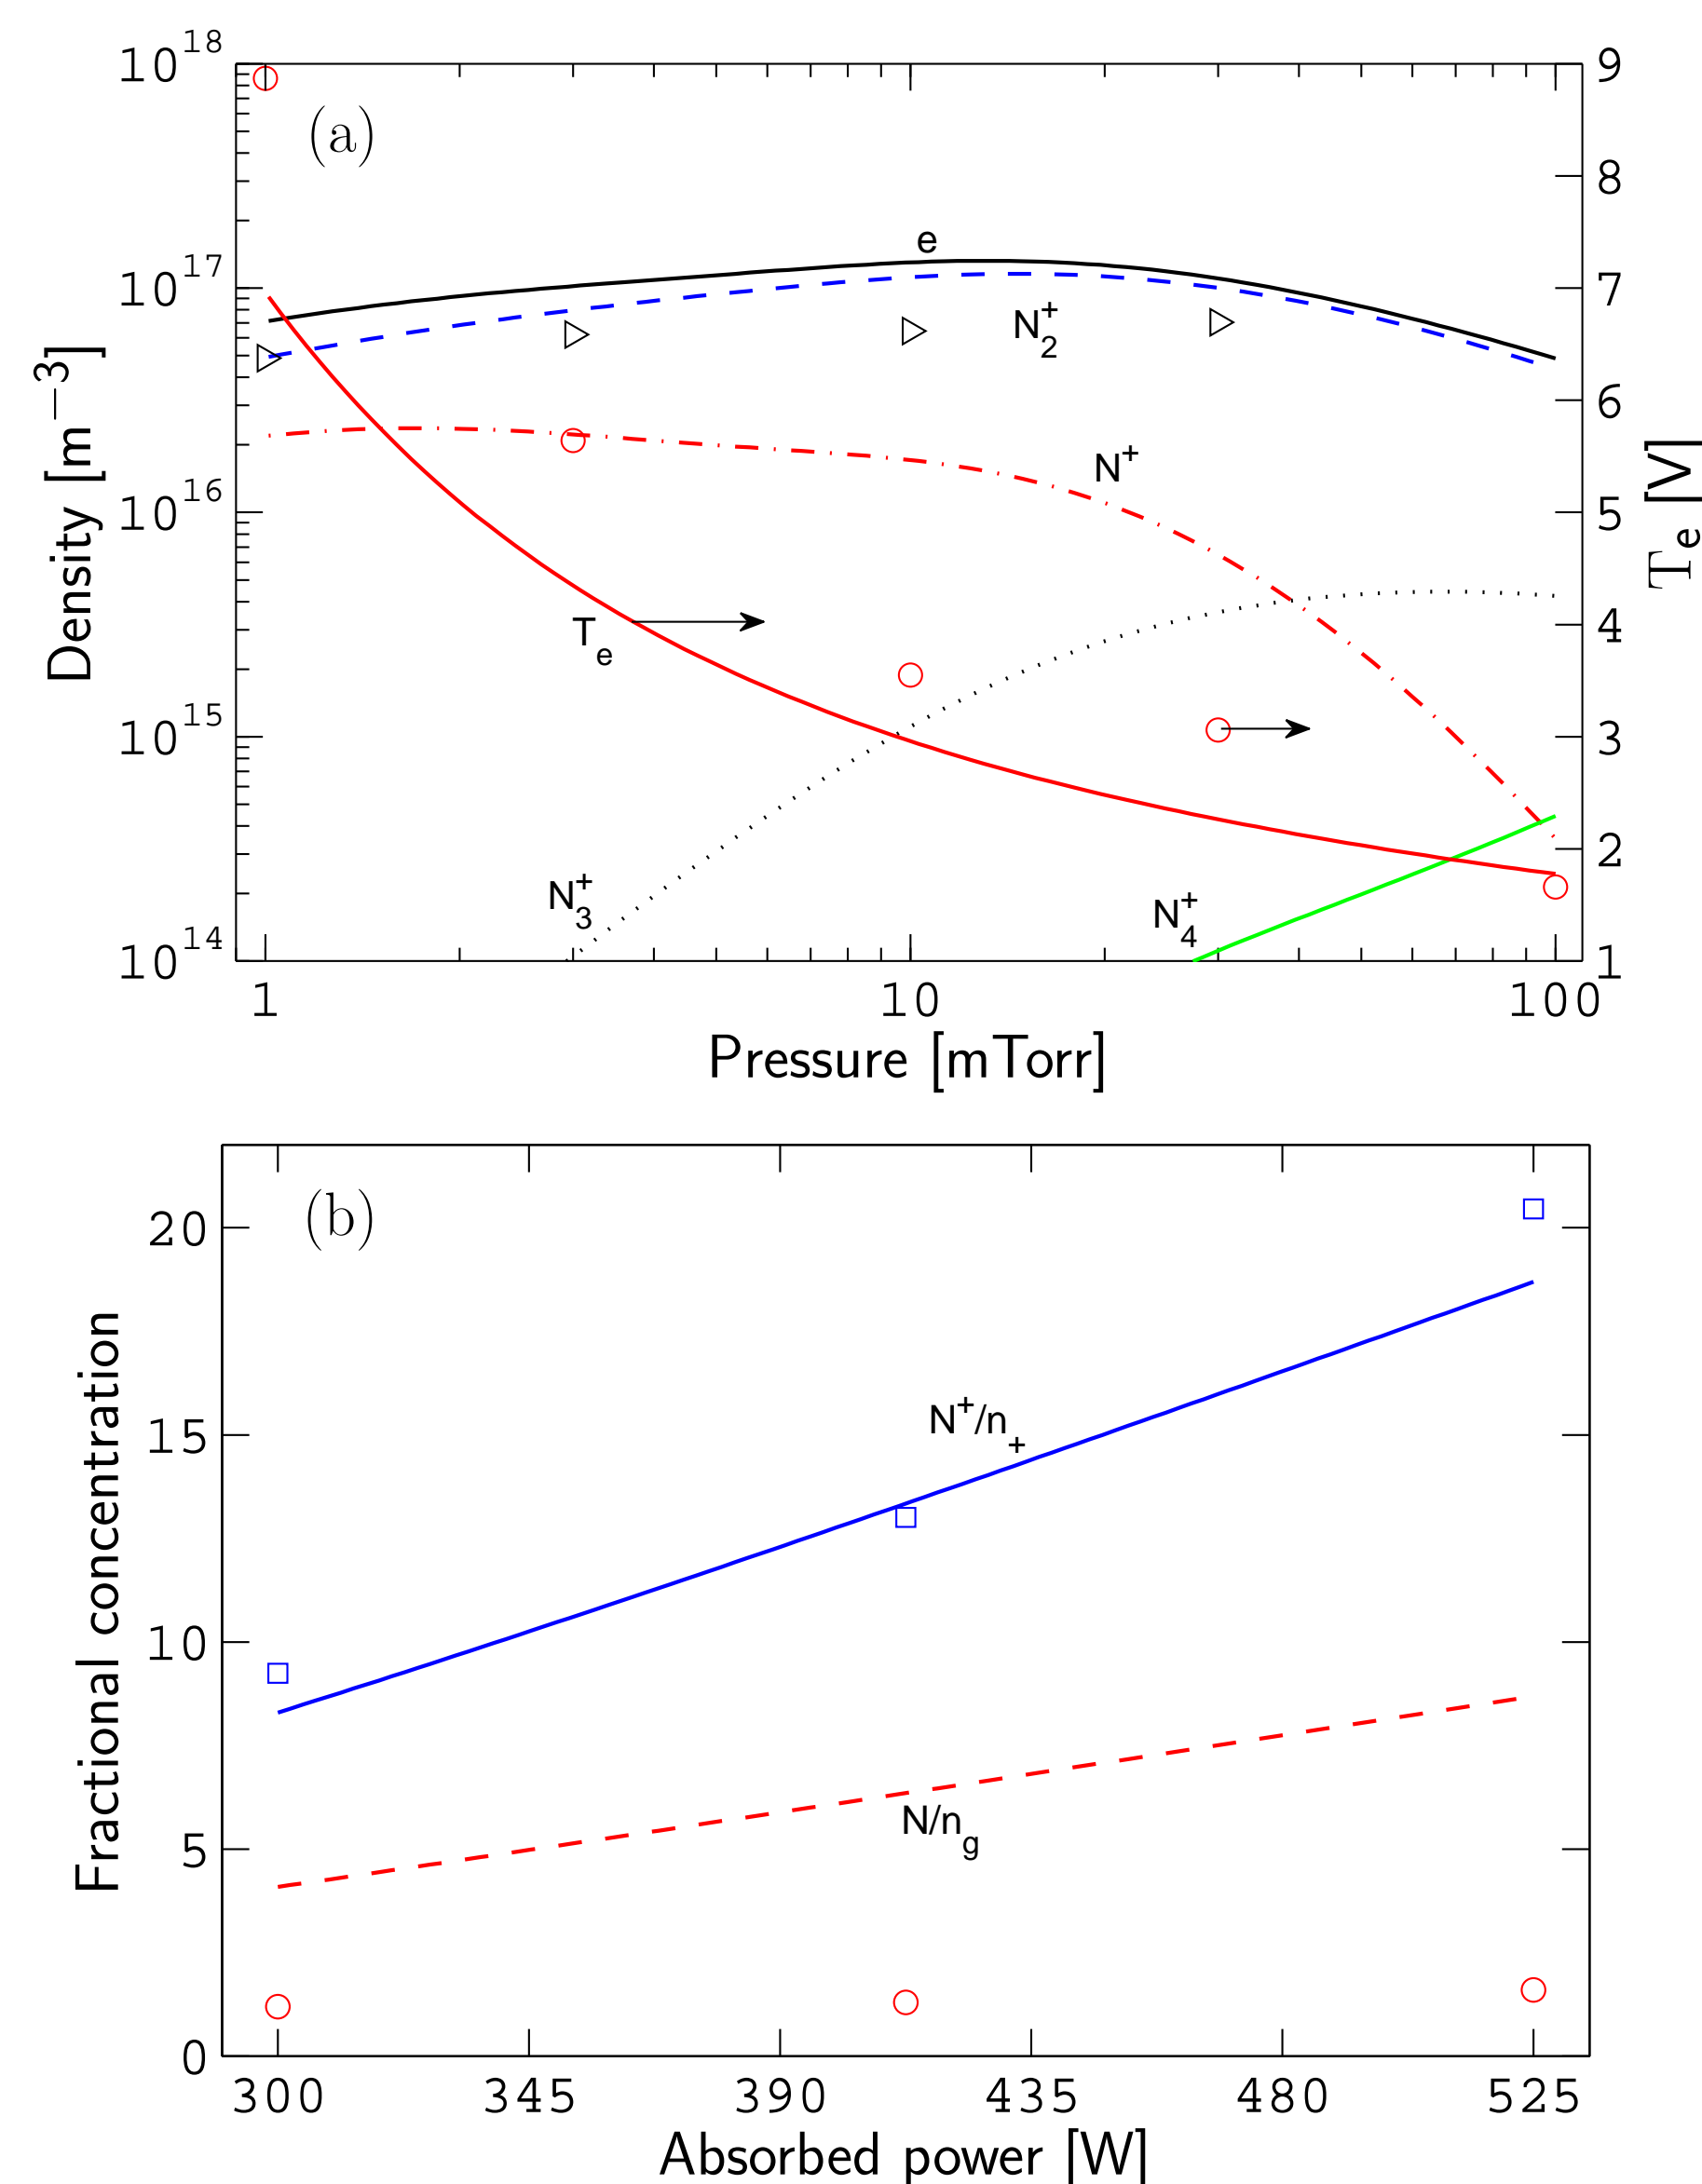 (a)
10^18
10^17
10^16
10^15
10^14
Density [m^−3]
9
8
7
6
5
4
3
2
1
T_e [V]
e
N_2^+
N^+
T_e
N_3^+
N_4^+
1 10 100
Pressure [mTorr]
(b)
20
15
10
5
0
Fractional concentration
N^+/n_+
N/n_g
300 345 390 435 480 525
Absorbed power [W]